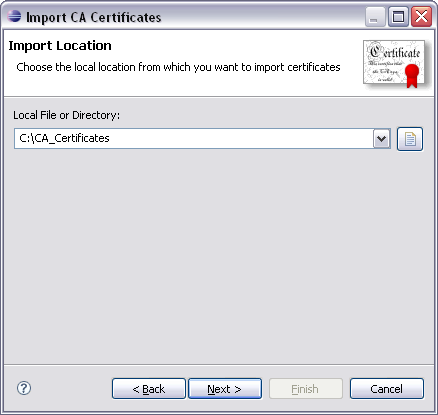 Import CA Certificates
Import Location
Choose the local location from which you want to import certificates
Certificate
Local File or Directory:
C:\CA_Certificates
?
< Back
Next >
Finish
Cancel